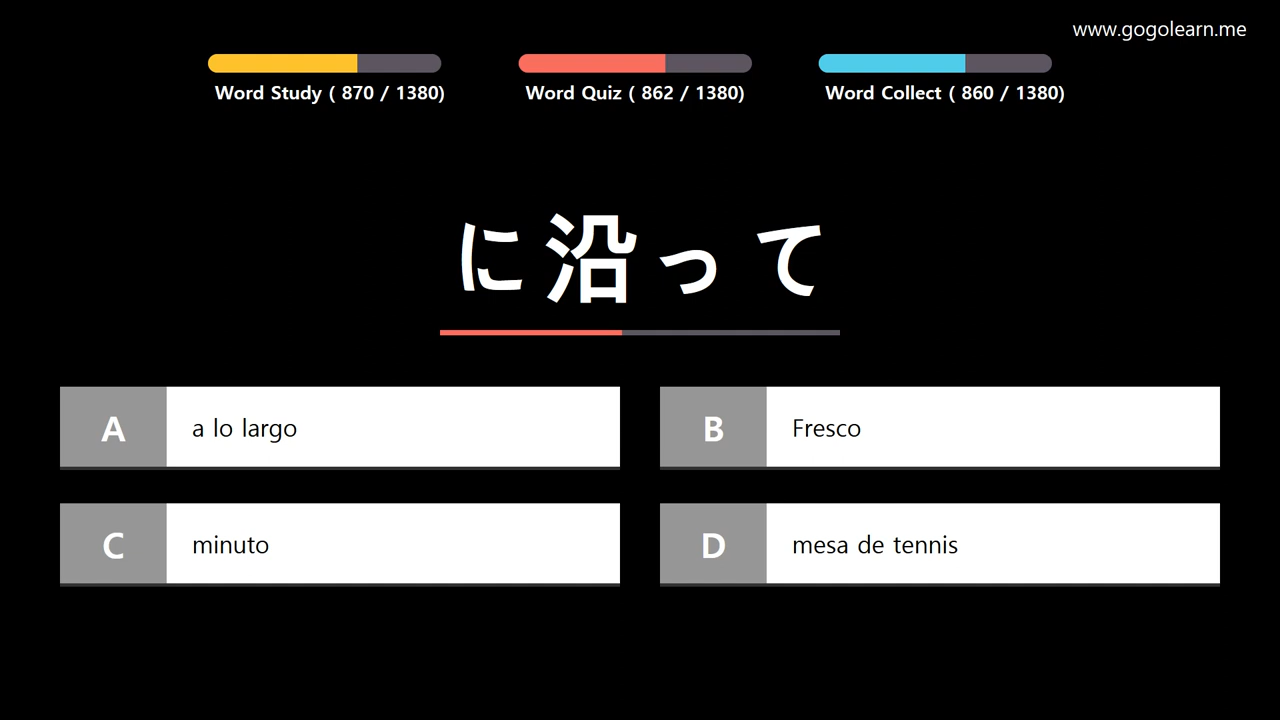 www.gogolearn.me
Word Study ( 870 / 1380)
Word Quiz ( 862 / 1380)
Word Collect ( 860 / 1380)
に沿って
A a lo largo
B Fresco
C minuto
D mesa de tennis